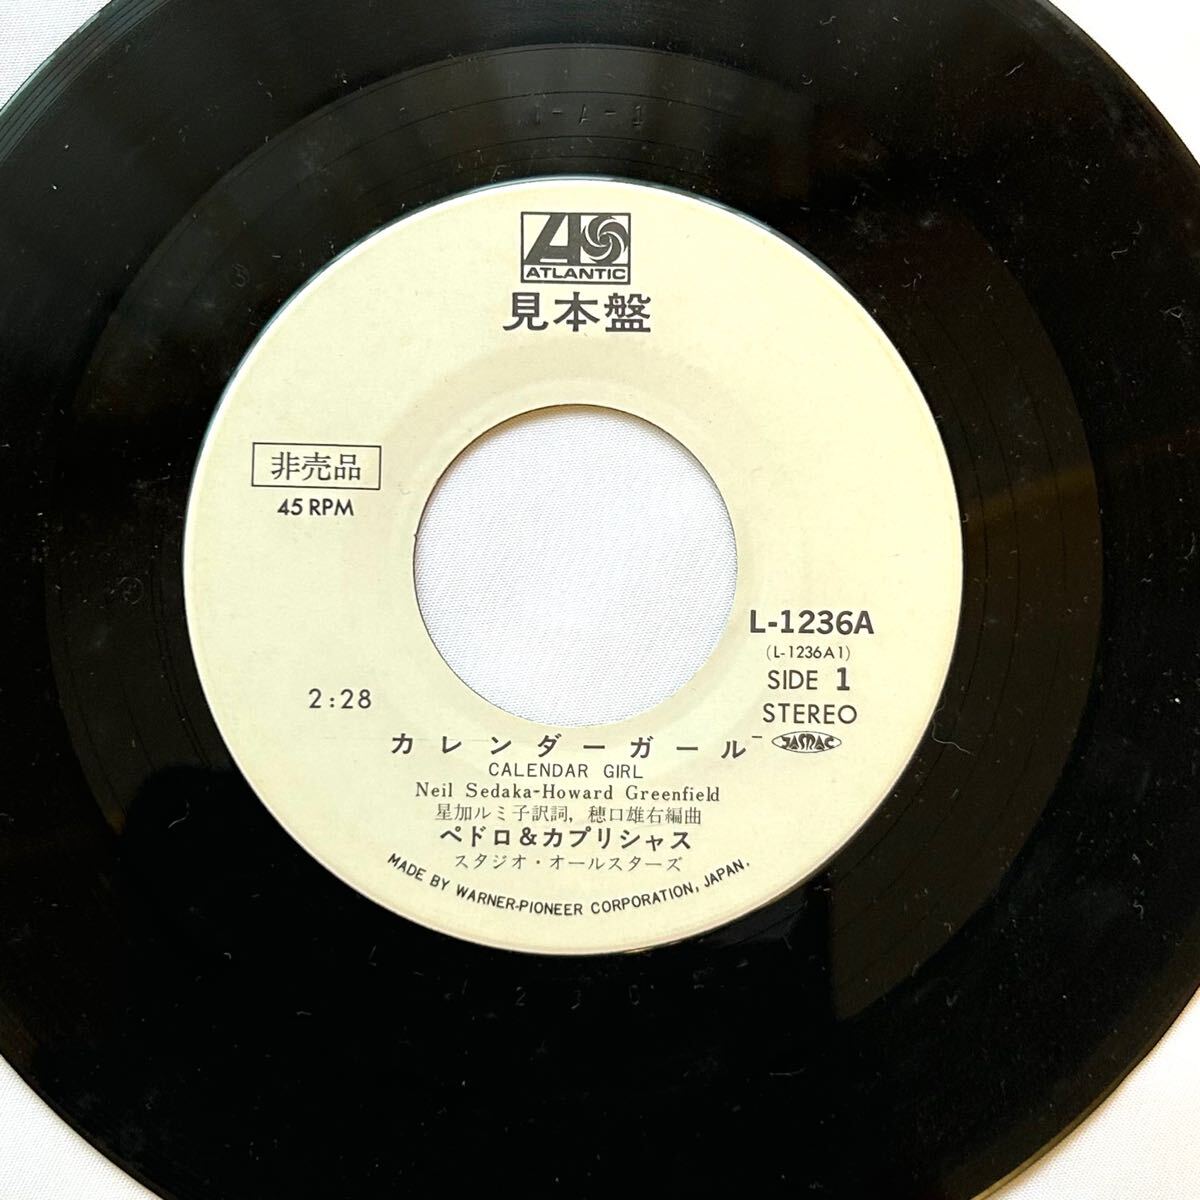 ATLANTIC
見本盤
非売品
45 RPM
L-1236A
(L-1236A1)
SIDE 1
STEREO
JASRAC
2:28
カレンダーガール
CALENDAR GIRL
Neil Sedaka-Howard Greenfield
星加ルミ子訳詞, 穂口雄右編曲
ペドロ&カプリシャス
スタジオ・オールスターズ
MADE BY WARNER-PIONEER CORPORATION, JAPAN.